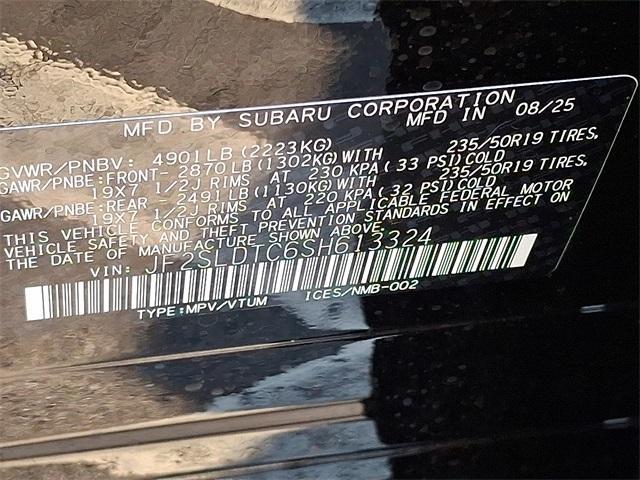 MFD BY SUBARU CORPORATION
MFD IN 08/25
GVWR/PNBV: 4901LB(2223KG)
GAWR/PNBE:FRONT- 2870LB(1302KG)WITH 235/50R19 TIRES,
19X7 1/2J RIMS AT 230 KPA(33 PSI)COLD
GAWR/PNBE:REAR - 2491LB(1130KG)WITH 235/50R19 TIRES,
19X7 1/2J RIMS AT 220 KPA(32 PSI)COLD
THIS VEHICLE CONFORMS TO ALL APPLICABLE FEDERAL MOTOR
VEHICLE SAFETY AND THEFT PREVENTION STANDARDS IN EFFECT ON
THE DATE OF MANUFACTURE SHOWN ABOVE.
VIN: JF2SLDTC6SH613324
TYPE:MPV/VTUM ICES/NMB-002